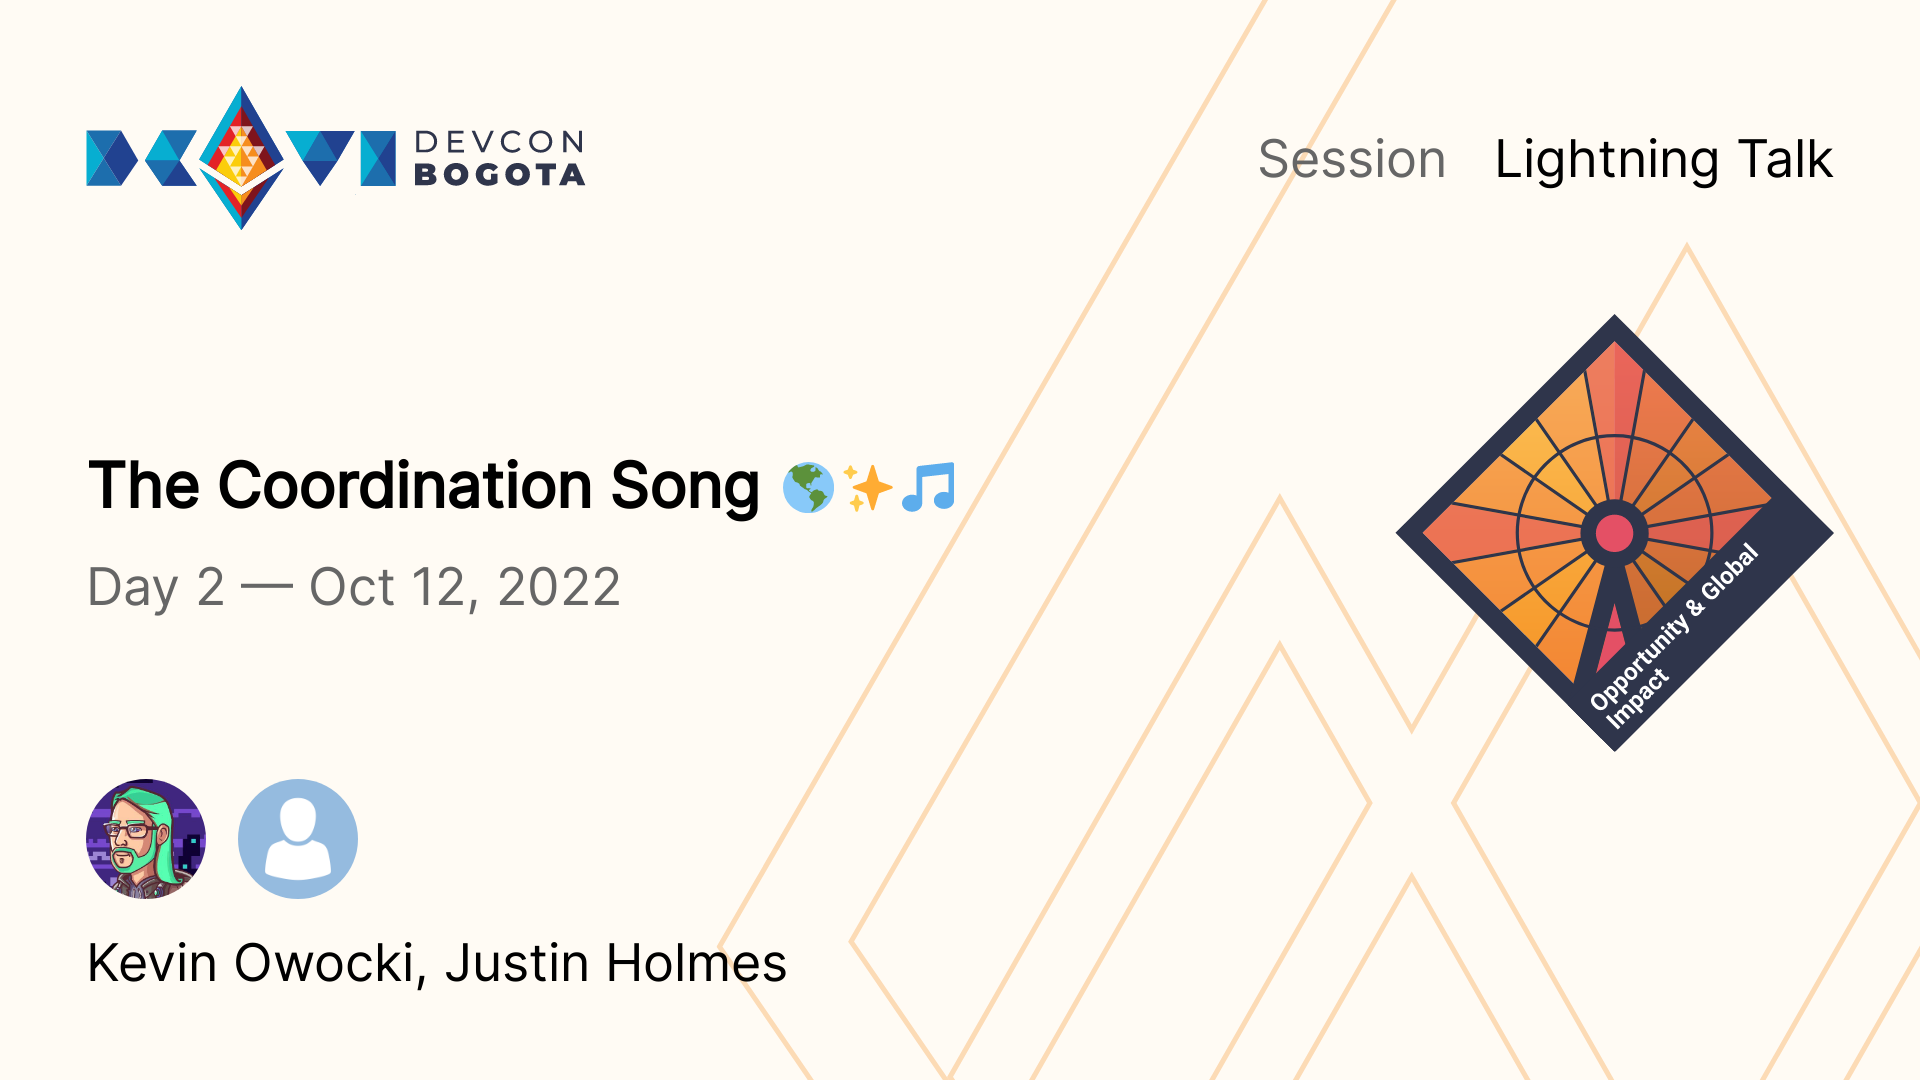 DEVCON
BOGOTA
Session Lightning Talk
The Coordination Song 🌎✨🎵
Day 2 — Oct 12, 2022
Opportunity & Global
Impact
Kevin Owocki, Justin Holmes